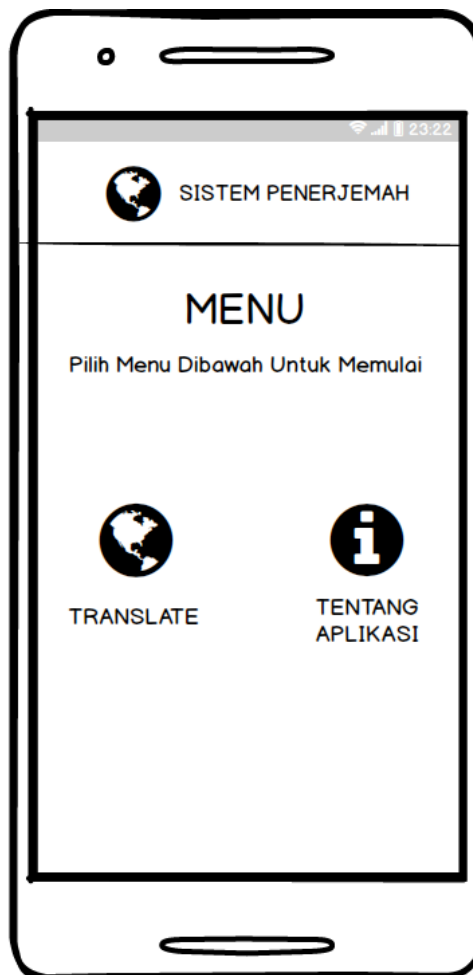 23:22
SISTEM PENERJEMAH
MENU
Pilih Menu Dibawah Untuk Memulai
TRANSLATE
TENTANG
APLIKASI